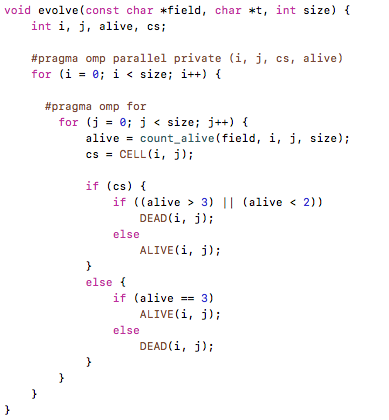 void evolve(const char *field, char *t, int size) {
    int i, j, alive, cs;

    #pragma omp parallel private (i, j, cs, alive)
    for (i = 0; i < size; i++) {

      #pragma omp for
        for (j = 0; j < size; j++) {
            alive = count_alive(field, i, j, size);
            cs = CELL(i, j);

            if (cs) {
                if ((alive > 3) || (alive < 2))
                    DEAD(i, j);
                else
                    ALIVE(i, j);
            }
            else {
                if (alive == 3)
                    ALIVE(i, j);
                else
                    DEAD(i, j);
            }
        }
    }
}